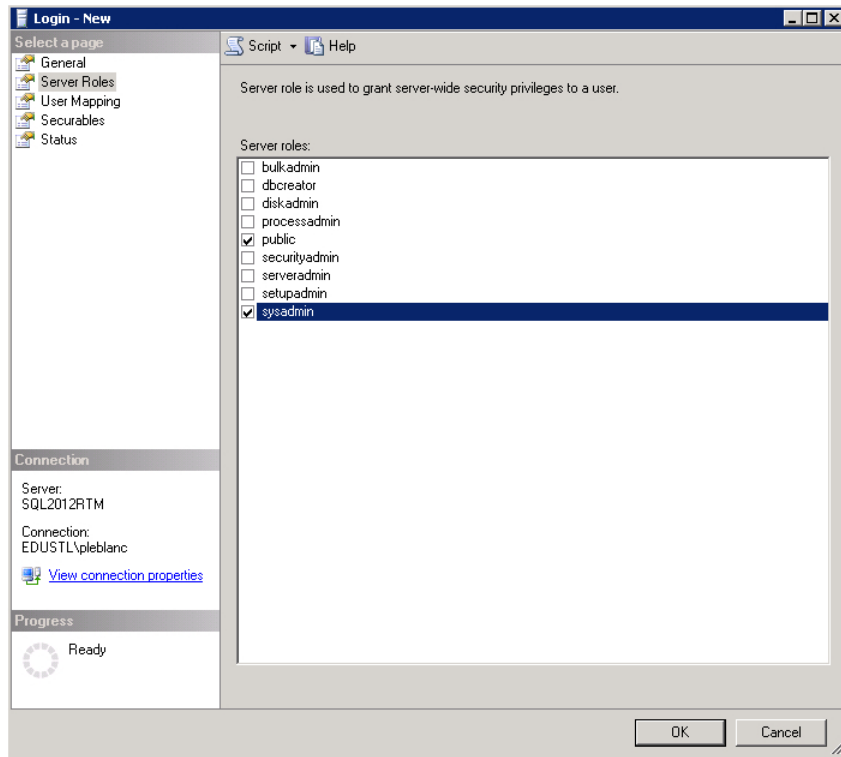 Login - New
Select a page
General
Server Roles
User Mapping
Securables
Status
Script
Help
Server role is used to grant server-wide security privileges to a user.
Server roles:
bulkadmin
dbcreator
diskadmin
processadmin
public
securityadmin
serveradmin
setupadmin
sysadmin
Connection
Server:
SQL2012RTM
Connection:
EDUSTL\pleblanc
View connection properties
Progress
Ready
OK
Cancel